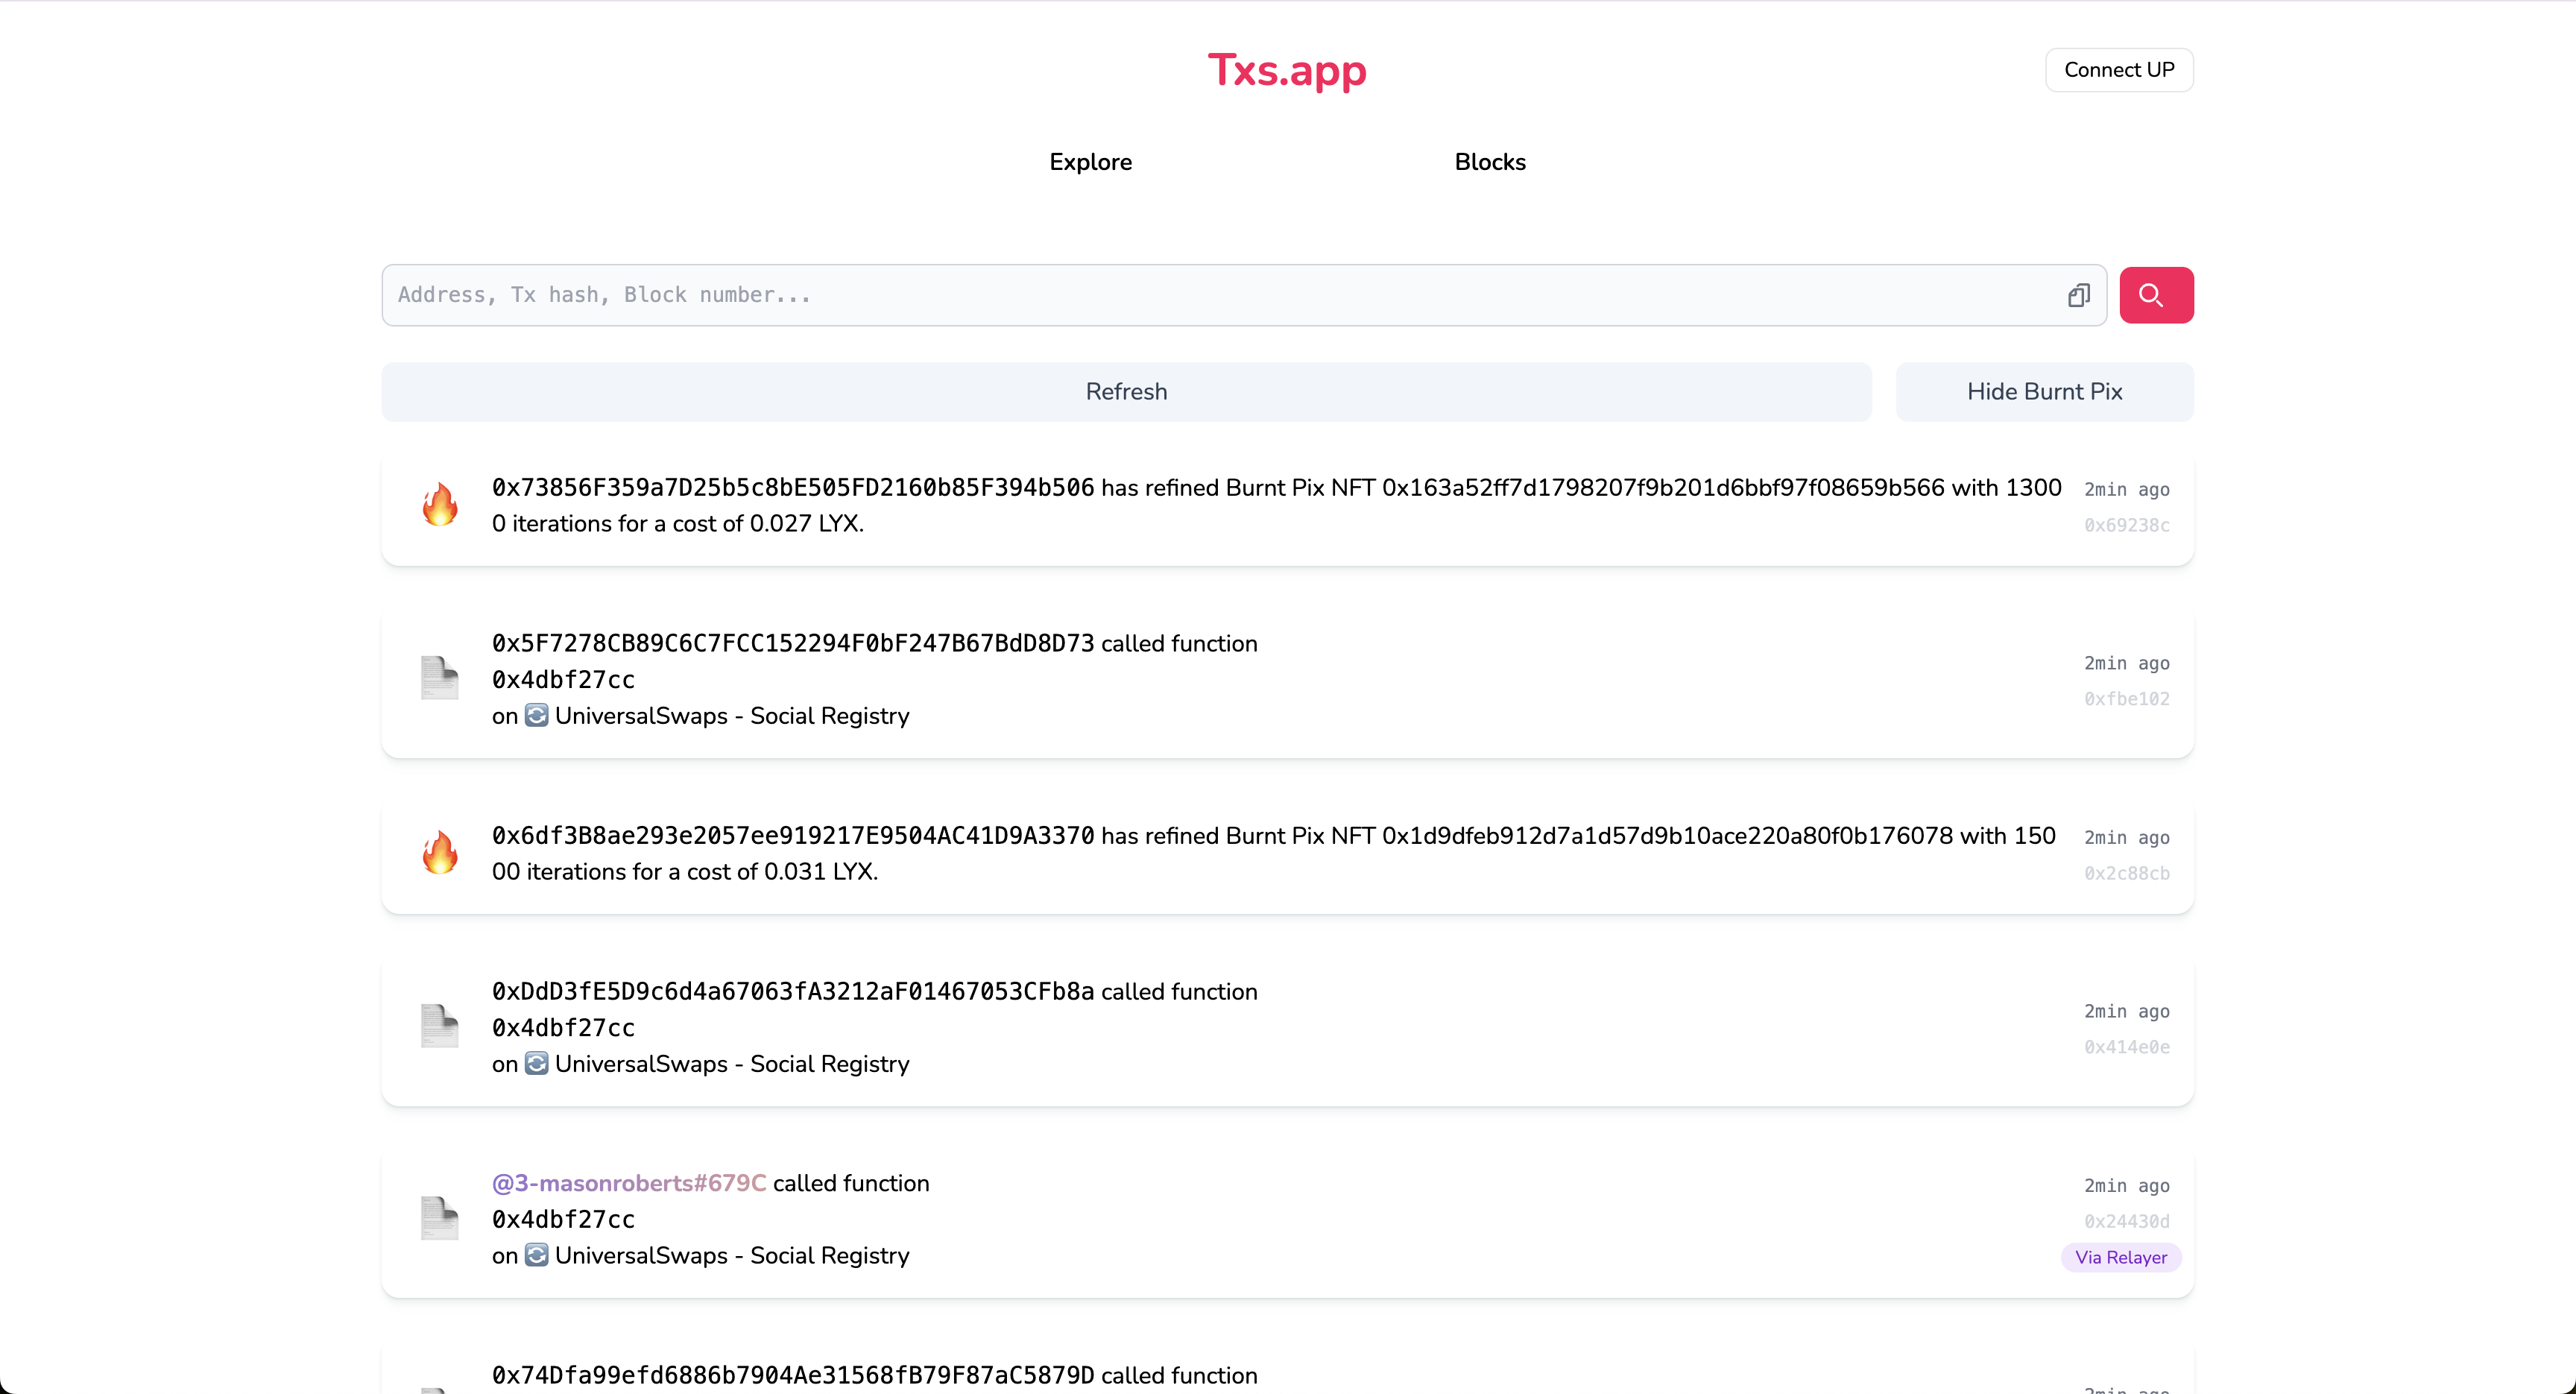 Txs.app
Connect UP
Explore
Blocks
Address, Tx hash, Block number...
Refresh
Hide Burnt Pix
0x73856F359a7D25b5c8bE505FD2160b85F394b506 has refined Burnt Pix NFT 0x163a52ff7d1798207f9b201d6bbf97f08659b566 with 1300
0 iterations for a cost of 0.027 LYX.
2min ago
0x69238c
0x5F7278CB89C6C7FCC152294F0bF247B67BdD8D73 called function
0x4dbf27cc
on 🔄 UniversalSwaps - Social Registry
2min ago
0xfbe102
0x6df3B8ae293e2057ee919217E9504AC41D9A3370 has refined Burnt Pix NFT 0x1d9dfeb912d7a1d57d9b10ace220a80f0b176078 with 150
00 iterations for a cost of 0.031 LYX.
2min ago
0x2c88cb
0xDdD3fE5D9c6d4a67063fA3212aF01467053CFb8a called function
0x4dbf27cc
on 🔄 UniversalSwaps - Social Registry
2min ago
0x414e0e
@3-masonroberts#679C called function
0x4dbf27cc
on 🔄 UniversalSwaps - Social Registry
2min ago
0x24430d
Via Relayer
0x74Dfa99efd6886b7904Ae31568fB79F87aC5879D called function